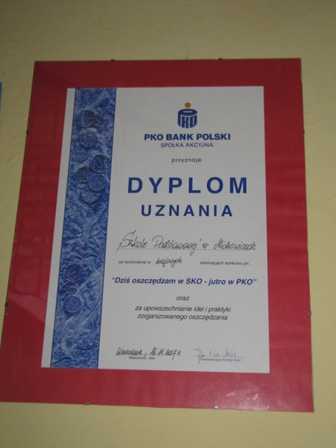 PKO BANK POLSKI
SPÓŁKA AKCYJNA
przyznaje
DYPLOM
UZNANIA
Szkole Podstawowej w
"Dziś oszczędzam w SKO - jutro w PKO"
oraz
za upowszechnianie idei i praktyki
zorganizowanego oszczędzania
Warszawa,